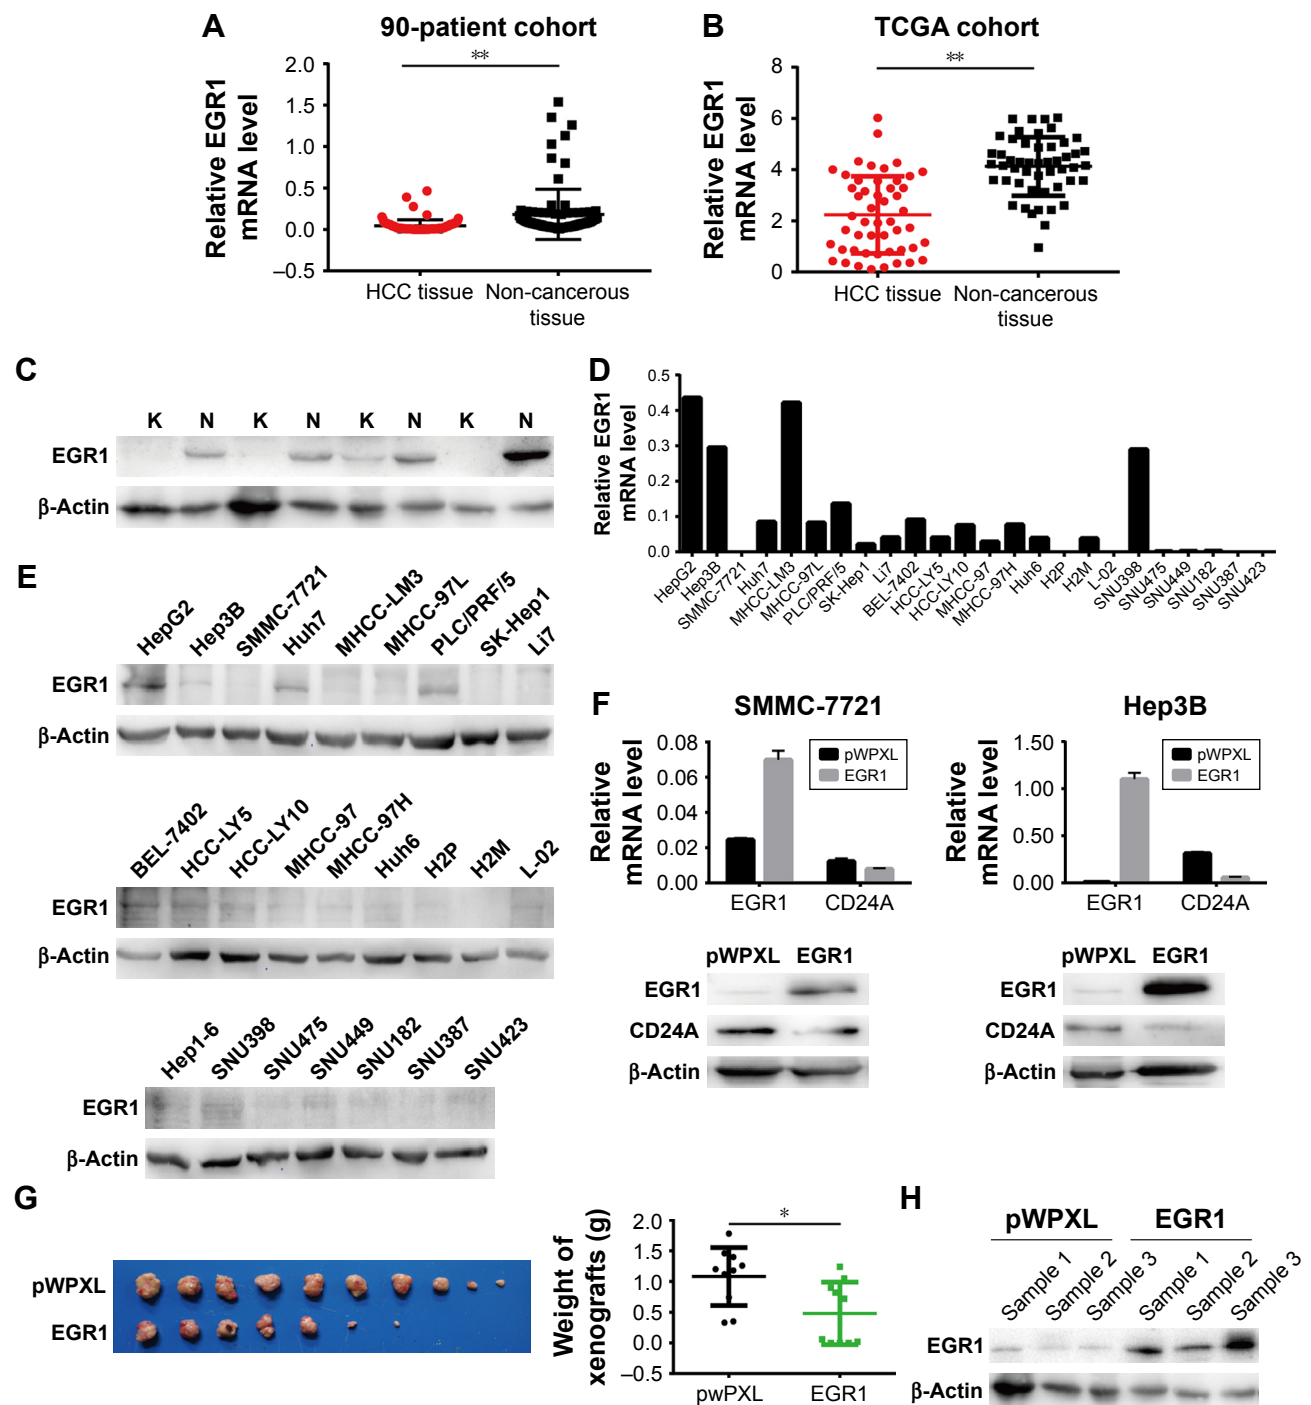 A
90-patient cohort
**
Relative EGR1
mRNA level
2.0
1.5
1.0
0.5
0.0
–0.5
HCC tissue
Non-cancerous
tissue
B
TCGA cohort
**
Relative EGR1
mRNA level
8
6
4
2
0
HCC tissue
Non-cancerous
tissue
C
K N K N K N K N
EGR1
β-Actin
D
Relative EGR1
mRNA level
0.5
0.4
0.3
0.2
0.1
0.0
HepG2
Hep3B
SMMC-7721
Huh7
MHCC-LM3
MHCC-97L
PLC/PRF/5
SK-Hep1
Li7
BEL-7402
HCC-LY5
HCC-LY10
MHCC-97
MHCC-97H
Huh6
H2P
H2M
L-02
SNU398
SNU475
SNU449
SNU182
SNU387
SNU423
E
HepG2
Hep3B
SMMC-7721
Huh7
MHCC-LM3
MHCC-97L
PLC/PRF/5
SK-Hep1
Li7
EGR1
β-Actin
BEL-7402
HCC-LY5
HCC-LY10
MHCC-97
MHCC-97H
Huh6
H2P
H2M
L-02
EGR1
β-Actin
Hep1-6
SNU398
SNU475
SNU449
SNU182
SNU387
SNU423
EGR1
β-Actin
F
SMMC-7721
Relative
mRNA level
0.08
0.06
0.04
0.02
0.00
pWPXL
EGR1
EGR1
CD24A
Hep3B
Relative
mRNA level
1.50
1.00
0.50
0.00
pWPXL
EGR1
EGR1
CD24A
pWPXL EGR1
EGR1
CD24A
β-Actin
pWPXL EGR1
EGR1
CD24A
β-Actin
G
pWPXL
EGR1
Weight of
xenografts (g)
2.0
1.5
1.0
0.5
0.0
–0.5
*
pwPXL
EGR1
H
pWPXL
EGR1
Sample 1
Sample 2
Sample 3
Sample 1
Sample 2
Sample 3
EGR1
β-Actin